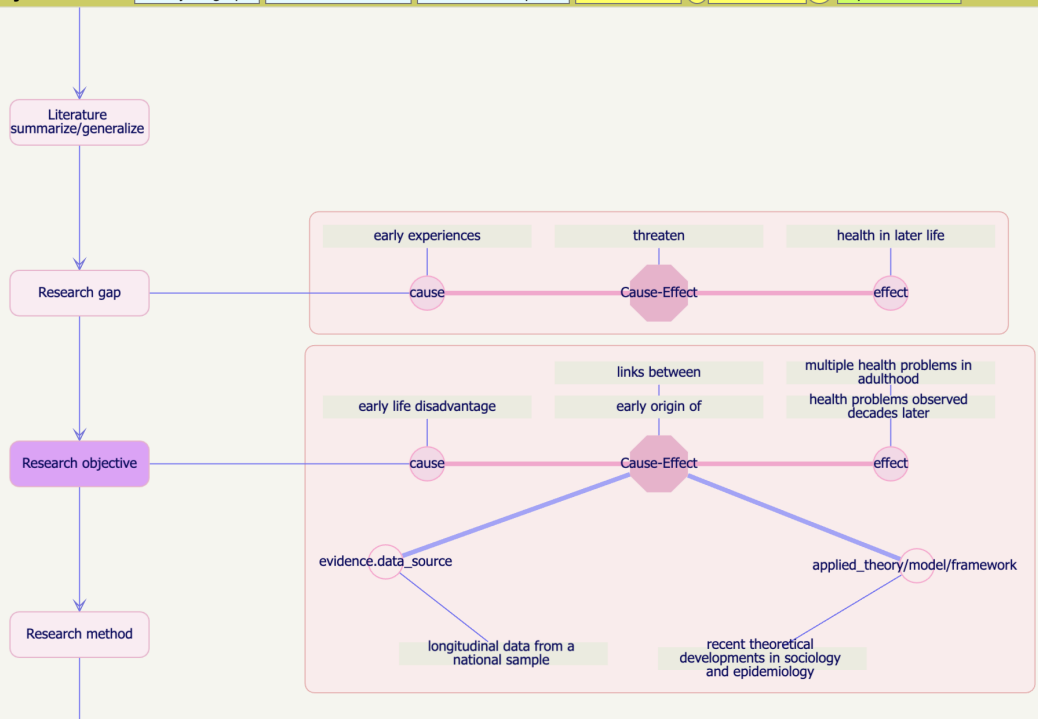 Literature
summarize/generalize
early experiences
threaten
health in later life
Research gap
cause
Cause-Effect
effect
links between
multiple health problems in
adulthood
early life disadvantage
early origin of
health problems observed
decades later
Research objective
cause
Cause-Effect
effect
evidence.data_source
applied_theory/model/framework
Research method
longitudinal data from a
national sample
recent theoretical
developments in sociology
and epidemiology